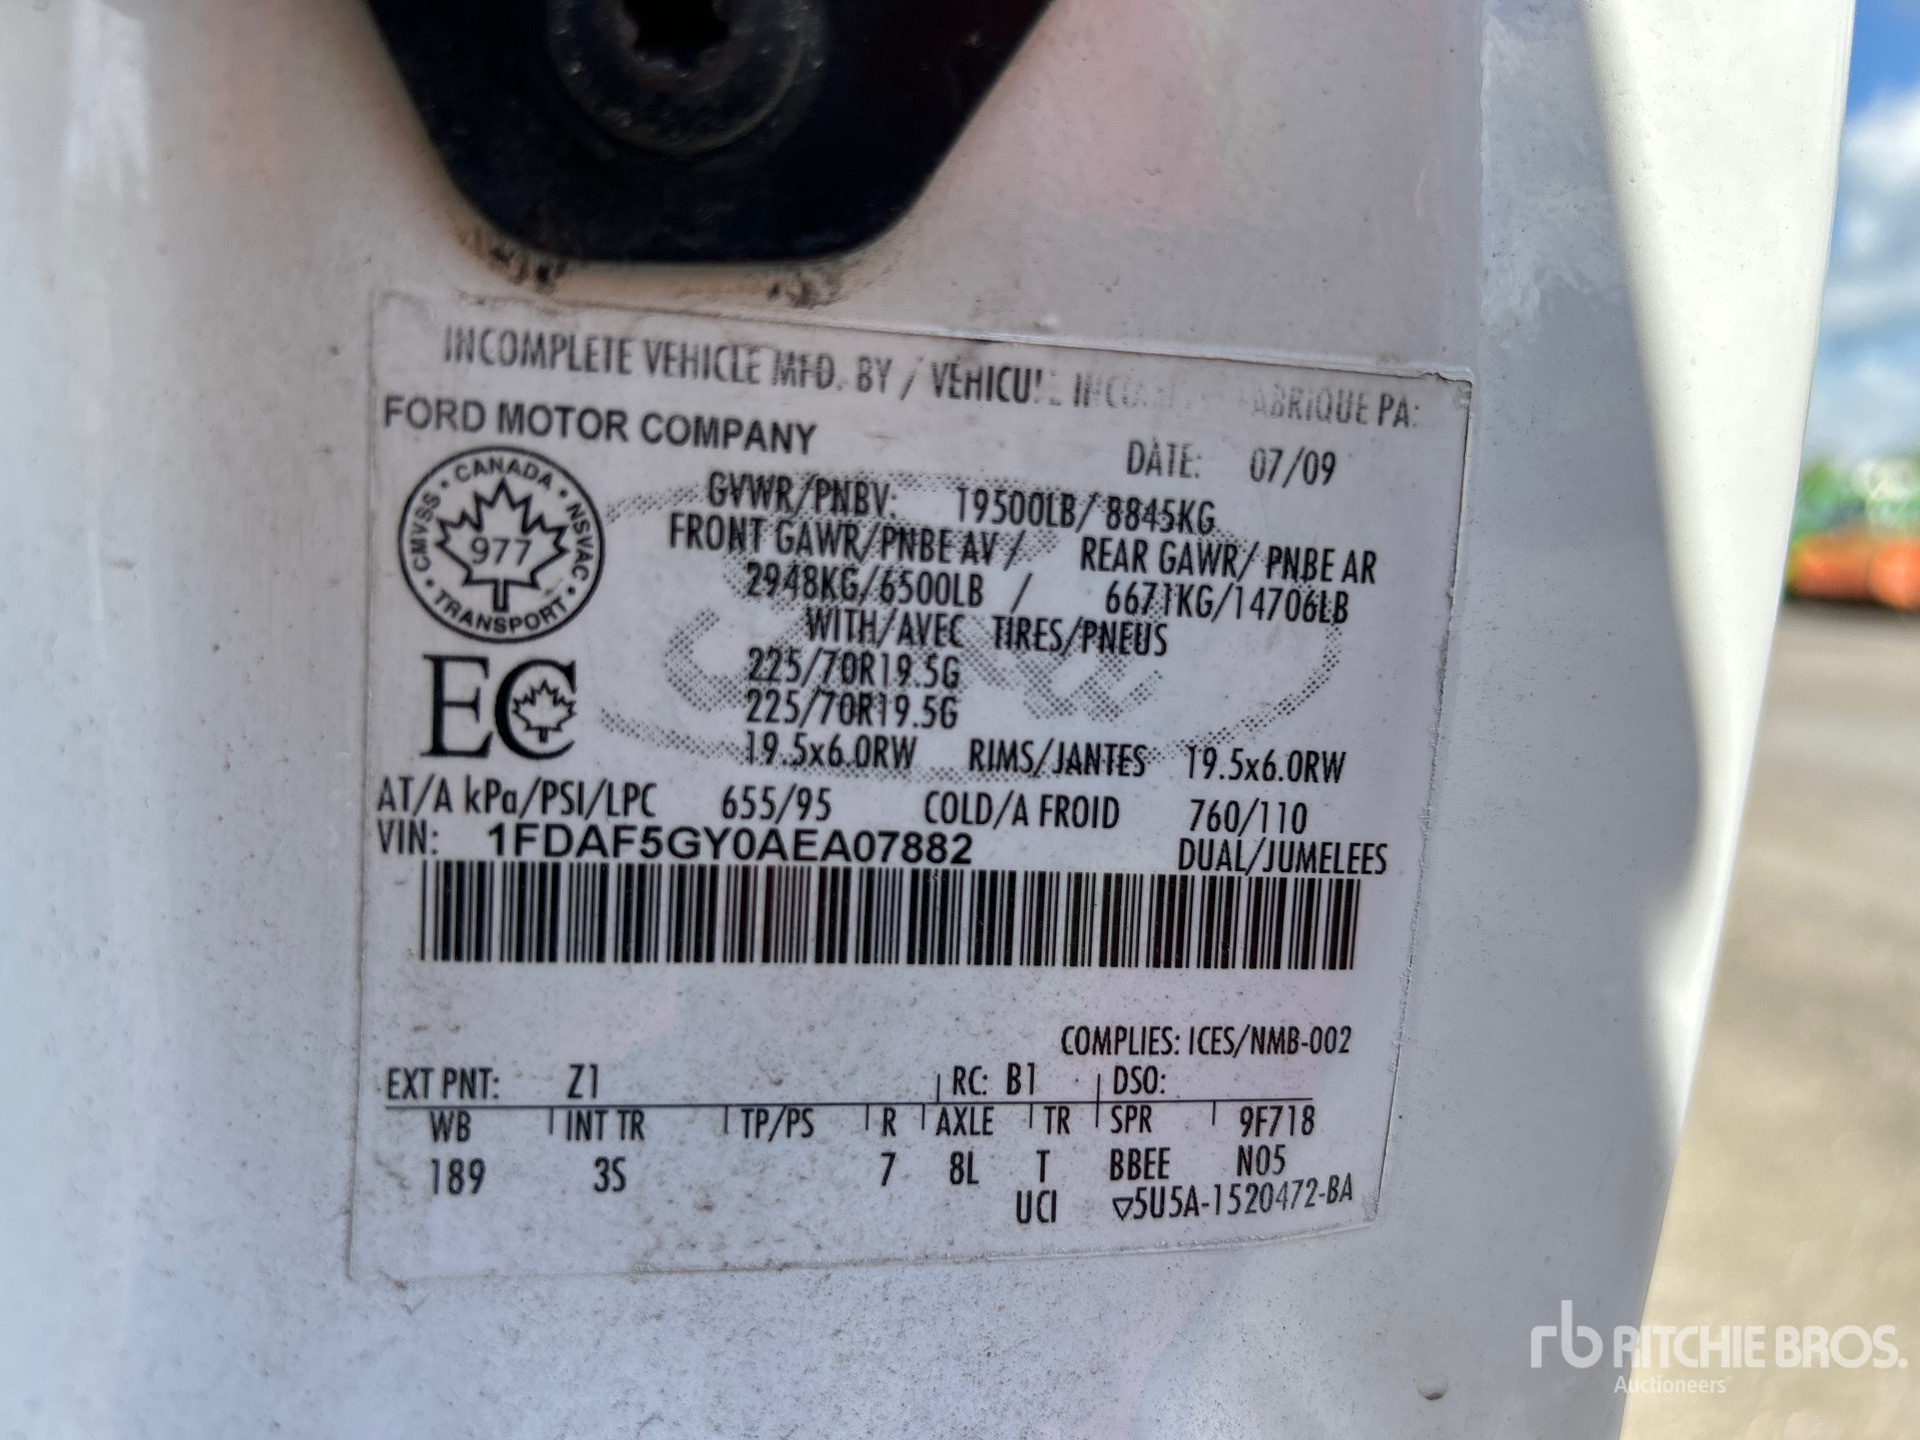 INCOMPLETE VEHICLE MFD. BY / VÉHICULE INCOMPLET FABRIQUE PA:
FORD MOTOR COMPANY
DATE: 07/09
CMVSS • CANADA • NSVAC • TRANSPORT •
977
GVWR/PNBV: 19500LB/ 8845KG
FRONT GAWR/PNBE AV / REAR GAWR/ PNBE AR
2948KG/6500LB / 6671KG/14706LB
WITH/AVEC TIRES/PNEUS
225/70R19.5G
225/70R19.5G
EC
19.5x6.0RW RIMS/JANTES 19.5x6.0RW
AT/A kPa/PSI/LPC 655/95 COLD/A FROID 760/110
VIN: 1FDAF5GY0AEA07882 DUAL/JUMELEES
COMPLIES: ICES/NMB-002
EXT PNT: Z1 RC: B1 DSO:
WB INT TR TP/PS R AXLE TR SPR 9F718
189 3S 7 8L T BBEE N05
UCI ▽5U5A-1520472-BA
rb RITCHIE BROS.
Auctioneers